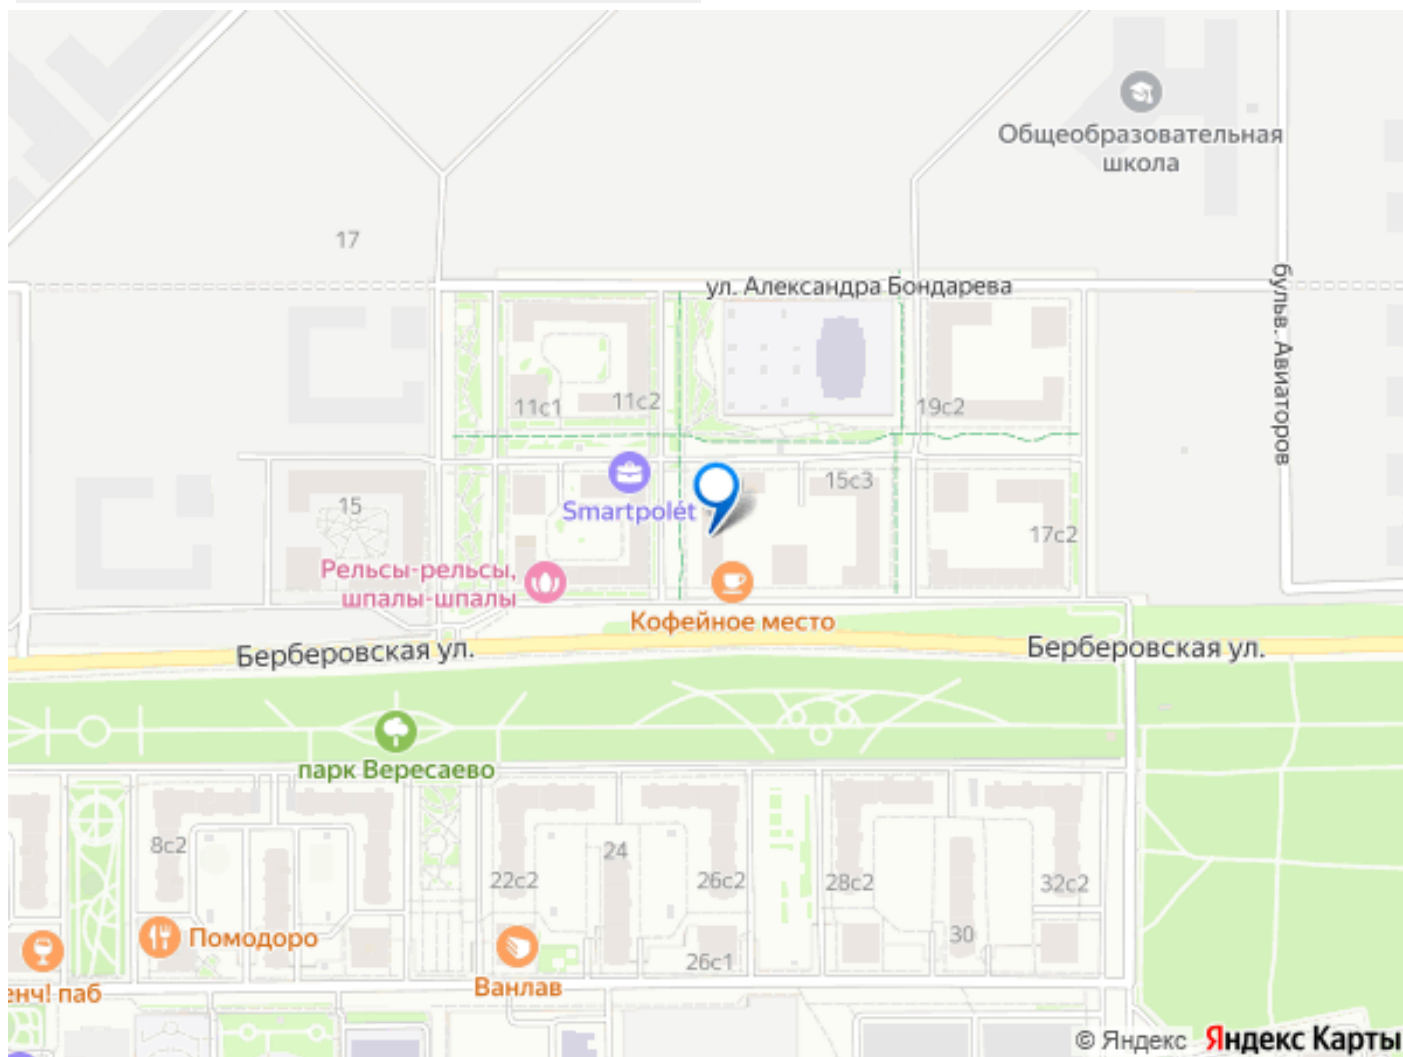 Общеобразовательная
школа
17
ул. Александра Бондарева
бульв. Авиаторов
11с1
11с2
19с2
15
Smartpolét
15с3
17с2
Рельсы-рельсы,
шпалы-шпалы
Кофейное место
Берберовская ул.
Берберовская ул.
парк Вересаево
8с2
24
22с2
26с2
28с2
32с2
Помодоро
30
26с1
Ванлав
енч! паб
© Яндекс
Яндекс Карты